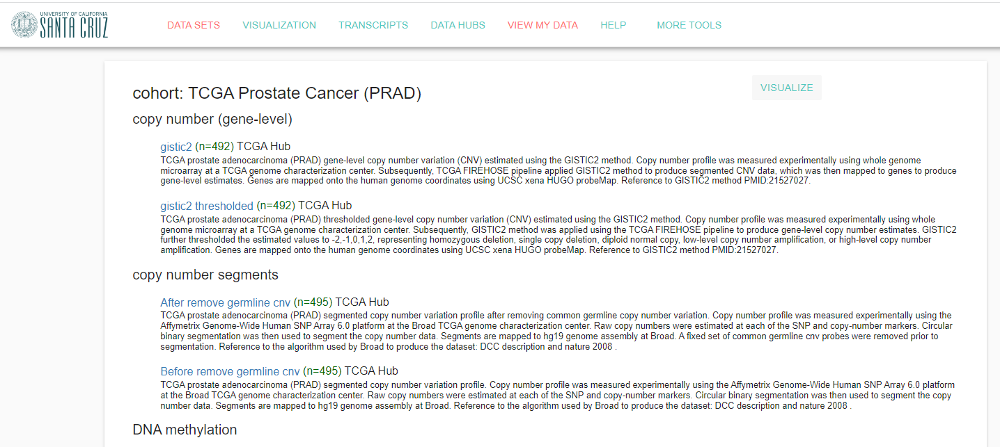 UNIVERSITY OF CALIFORNIA
SANTA CRUZ
DATA SETS VISUALIZATION TRANSCRIPTS DATA HUBS VIEW MY DATA HELP MORE TOOLS
cohort: TCGA Prostate Cancer (PRAD)
VISUALIZE
copy number (gene-level)
gistic2 (n=492) TCGA Hub
TCGA prostate adenocarcinoma (PRAD) gene-level copy number variation (CNV) estimated using the GISTIC2 method. Copy number profile was measured experimentally using whole genome
microarray at a TCGA genome characterization center. Subsequently, TCGA FIREHOSE pipeline applied GISTIC2 method to produce segmented CNV data, which was then mapped to genes to produce
gene-level estimates. Genes are mapped onto the human genome coordinates using UCSC xena HUGO probeMap. Reference to GISTIC2 method PMID:21527027.
gistic2 thresholded (n=492) TCGA Hub
TCGA prostate adenocarcinoma (PRAD) thresholded gene-level copy number variation (CNV) estimated using the GISTIC2 method. Copy number profile was measured experimentally using whole
genome microarray at a TCGA genome characterization center. Subsequently, GISTIC2 method was applied using the TCGA FIREHOSE pipeline to produce gene-level copy number estimates. GISTIC2
further thresholded the estimated values to -2,-1,0,1,2, representing homozygous deletion, single copy deletion, diploid normal copy, low-level copy number amplification, or high-level copy number
amplification. Genes are mapped onto the human genome coordinates using UCSC xena HUGO probeMap. Reference to GISTIC2 method PMID:21527027.
copy number segments
After remove germline cnv (n=495) TCGA Hub
TCGA prostate adenocarcinoma (PRAD) segmented copy number variation profile after removing common germline copy number variation. Copy number profile was measured experimentally using the
Affymetrix Genome-Wide Human SNP Array 6.0 platform at the Broad TCGA genome characterization center. Raw copy numbers were estimated at each of the SNP and copy-number markers. Circular
binary segmentation was then used to segment the copy number data. Segments are mapped to hg19 genome assembly at Broad. A fixed set of common germline cnv probes were removed prior to
segmentation. Reference to the algorithm used by Broad to produce the dataset: DCC description and nature 2008 .
Before remove germline cnv (n=495) TCGA Hub
TCGA prostate adenocarcinoma (PRAD) segmented copy number variation profile. Copy number profile was measured experimentally using the Affymetrix Genome-Wide Human SNP Array 6.0 platform
at the Broad TCGA genome characterization center. Raw copy numbers were estimated at each of the SNP and copy-number markers. Circular binary segmentation was then used to segment the copy
number data. Segments are mapped to hg19 genome assembly at Broad. Reference to the algorithm used by Broad to produce the dataset: DCC description and nature 2008 .
DNA methylation